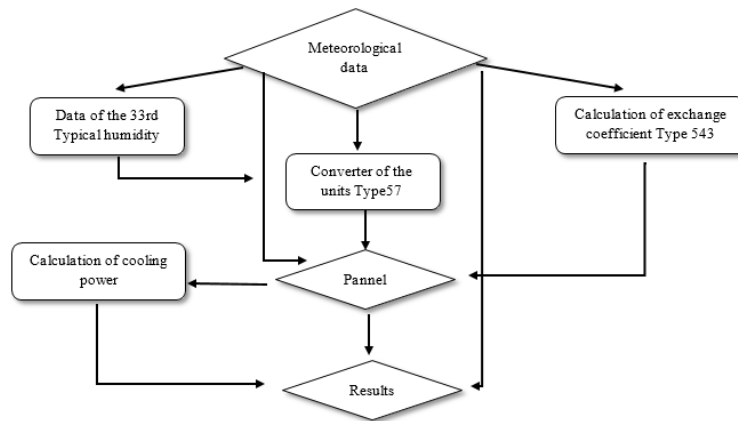 Meteorological
data
Data of the 33rd
Typical humidity
Calculation of exchange
coefficient Type 543
Converter of the
units Type57
Calculation of cooling
power
Pannel
Results